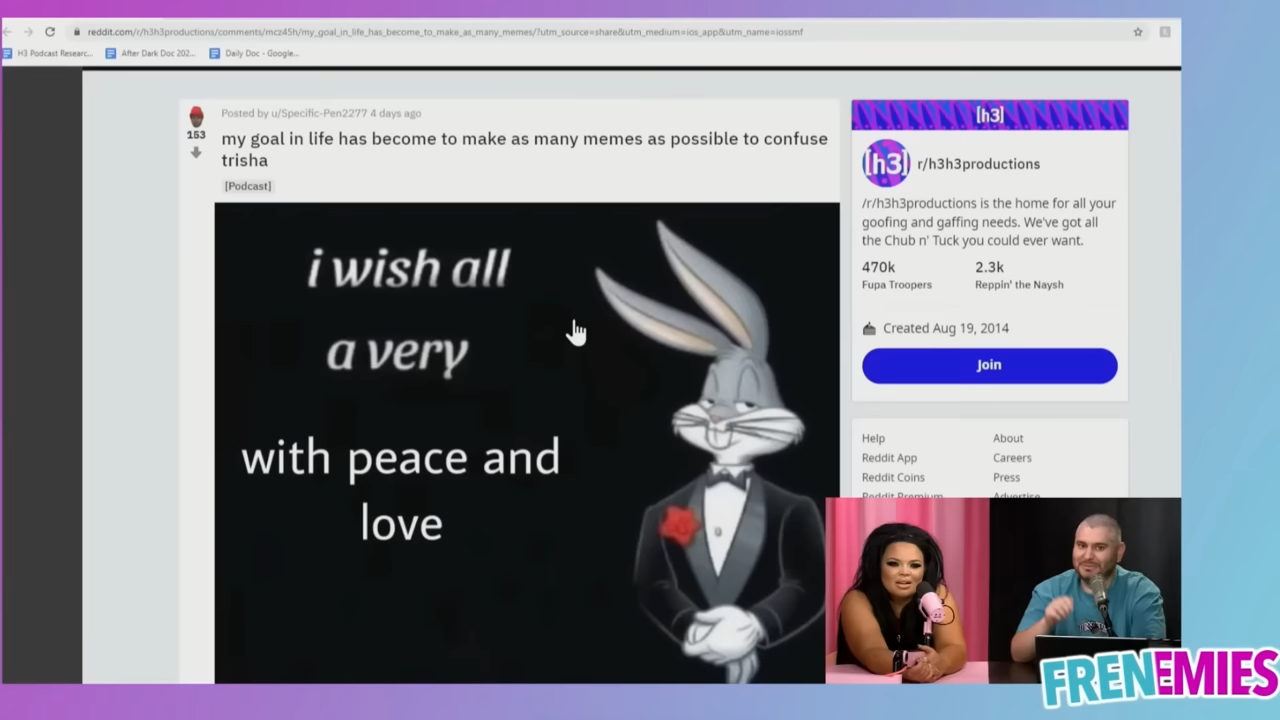 reddit.com/r/h3h3productions/comments/mcz45h/my_goal_in_life_has_become_to_make_as_many_memes/?utm_source=share&utm_medium=ios_app&utm_name=iossmf
H3 Podcast Researc...
After Dark Doc 202...
Daily Doc - Google...
Posted by u/Specific-Pen2277 4 days ago
153
my goal in life has become to make as many memes as possible to confuse
trisha
[Podcast]
i wish all
a very
with peace and
love
[h3]
[h3]
r/h3h3productions
/r/h3h3productions is the home for all your
goofing and gaffing needs. We've got all
the Chub n' Tuck you could ever want.
470k
2.3k
Fupa Troopers
Reppin' the Naysh
Created Aug 19, 2014
Join
Help
About
Reddit App
Careers
Reddit Coins
Press
Reddit Premium
Advertise
FRENEMIES